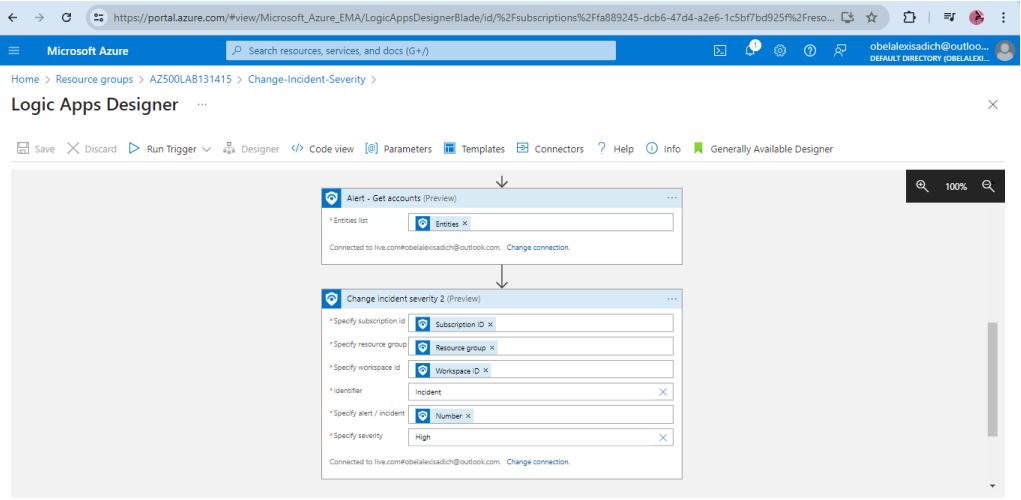 https://portal.azure.com/#view/Microsoft_Azure_EMA/LogicAppsDesignerBlade/id/%2Fsubscriptions%2Ffa889245-dcb6-47d4-a2e6-1c5bf7bd925f%2Freso...
Microsoft Azure
Search resources, services, and docs (G+/)
1
obelalexisadich@outloo...
DEFAULT DIRECTORY (OBELALEXI...
Home > Resource groups > AZ500LAB131415 > Change-Incident-Severity >
Logic Apps Designer ...
Save Discard Run Trigger Designer </> Code view [@] Parameters Templates Connectors ? Help Info Generally Available Designer
100%
Alert - Get accounts (Preview) ...
* Entities list Entities ×
Connected to live.com#obelalexisadich@outlook.com. Change connection.
Change incident severity 2 (Preview) ...
* Specify subscription id Subscription ID ×
* Specify resource group Resource group ×
* Specify workspace id Workspace ID ×
* Identifier Incident
* Specify alert / incident Number ×
* Specify severity High
Connected to live.com#obelalexisadich@outlook.com. Change connection.